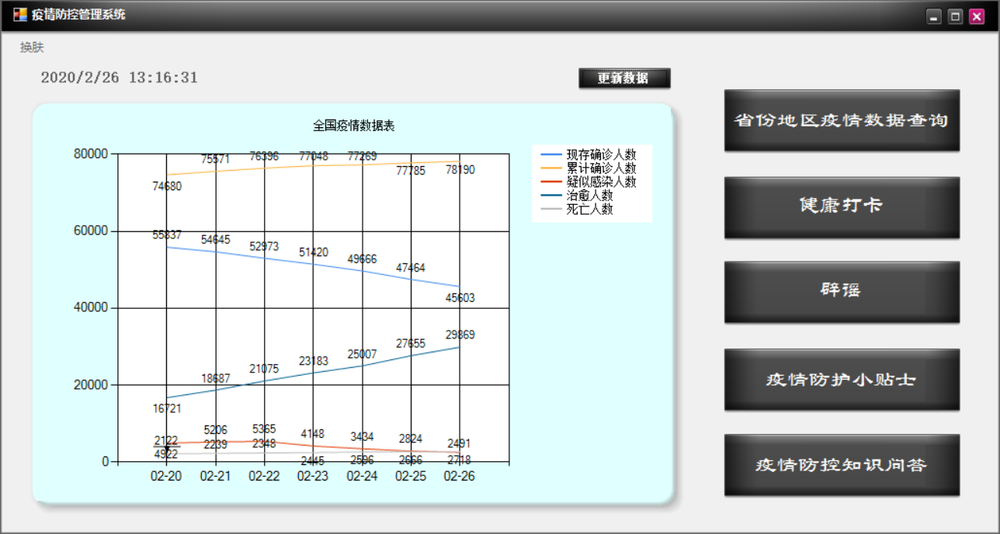 疫情防控管理系统
换肤
2020/2/26 13:16:31
更新数据
全国疫情数据表
80000
60000
40000
20000
0
74680 75571 76396 77048 77269 77785 78190
55837 54645 52973 51420 49666 47464 45603
16721 18687 21075 23183 25007 27655 29869
4922 5206 5365 4148 3434 2824 2491
2122 2239 2348 2445 2596 2666 2718
02-20 02-21 02-22 02-23 02-24 02-25 02-26
现存确诊人数
累计确诊人数
疑似感染人数
治愈人数
死亡人数
省份地区疫情数据查询
健康打卡
辟谣
疫情防护小贴士
疫情防控知识问答